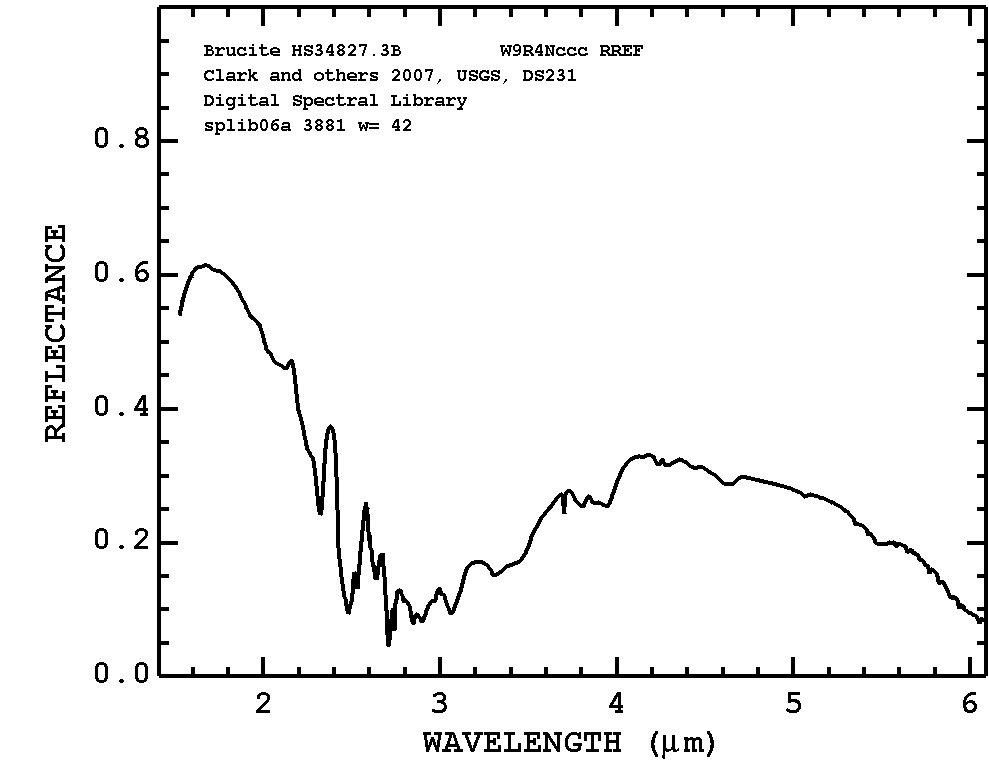 Brucite HS34827.3B W9R4Nccc RREF
Clark and others 2007, USGS, DS231
Digital Spectral Library
splib06a 3881 w= 42
0.8
0.6
0.4
0.2
0.0
REFLECTANCE
2 3 4 5 6
WAVELENGTH (μm)